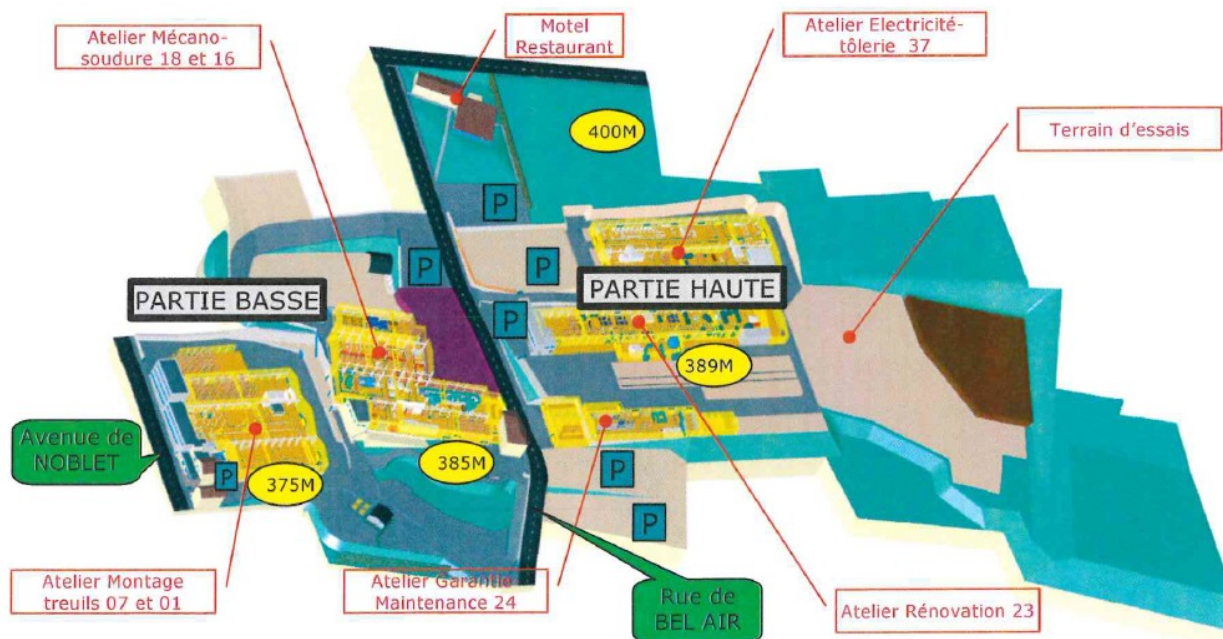 Atelier Mécano-
soudure 18 et 16
Motel
Restaurant
Atelier Electricité-
tôlerie 37
Terrain d'essais
400M
P
P
P
P
PARTIE BASSE
PARTIE HAUTE
389M
Avenue de
NOBLET
P
375M
385M
P
P
Atelier Montage
treuils 07 et 01
Atelier Garantie
Maintenance 24
Rue de
BEL AIR
Atelier Rénovation 23